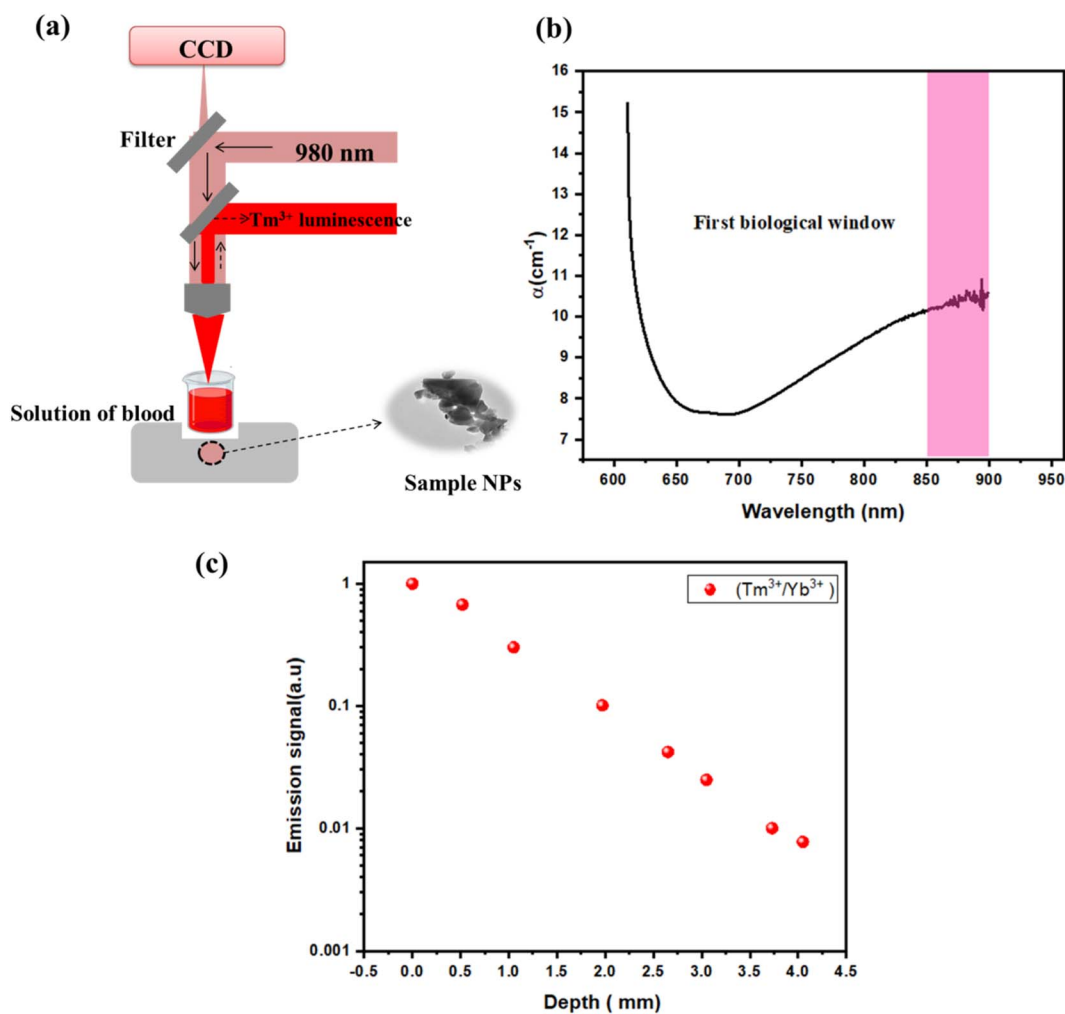 (a)
CCD
Filter
980 nm
Tm³⁺ luminescence
Solution of blood
Sample NPs
(b)
16
15
14
13
12
11
10
9
8
7
α(cm⁻¹)
First biological window
600 650 700 750 800 850 900 950
Wavelength (nm)
(c)
1
0.1
0.01
0.001
Emission signal(a.u)
(Tm³⁺/Yb³⁺ )
-0.5 0.0 0.5 1.0 1.5 2.0 2.5 3.0 3.5 4.0 4.5
Depth ( mm)